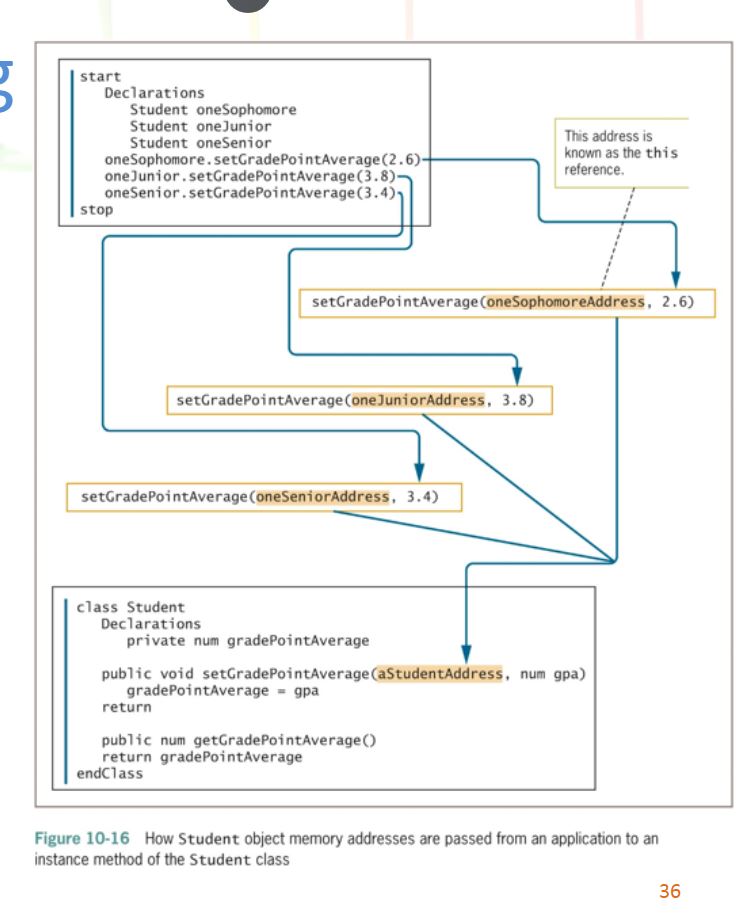 g
start
Declarations
Student oneSophomore
Student oneJunior
Student oneSenior
oneSophomore.setGradePointAverage(2.6)
oneJunior.setGradePointAverage(3.8)
oneSenior.setGradePointAverage(3.4)
stop
This address is
known as the this
reference.
setGradePointAverage(oneSophomoreAddress, 2.6)
setGradePointAverage(oneJuniorAddress, 3.8)
setGradePointAverage(oneSeniorAddress, 3.4)
class Student
Declarations
private num gradePointAverage
public void setGradePointAverage(aStudentAddress, num gpa)
gradePointAverage = gpa
return
public num getGradePointAverage()
return gradePointAverage
endClass
Figure 10-16 How Student object memory addresses are passed from an application to an
instance method of the Student class
36